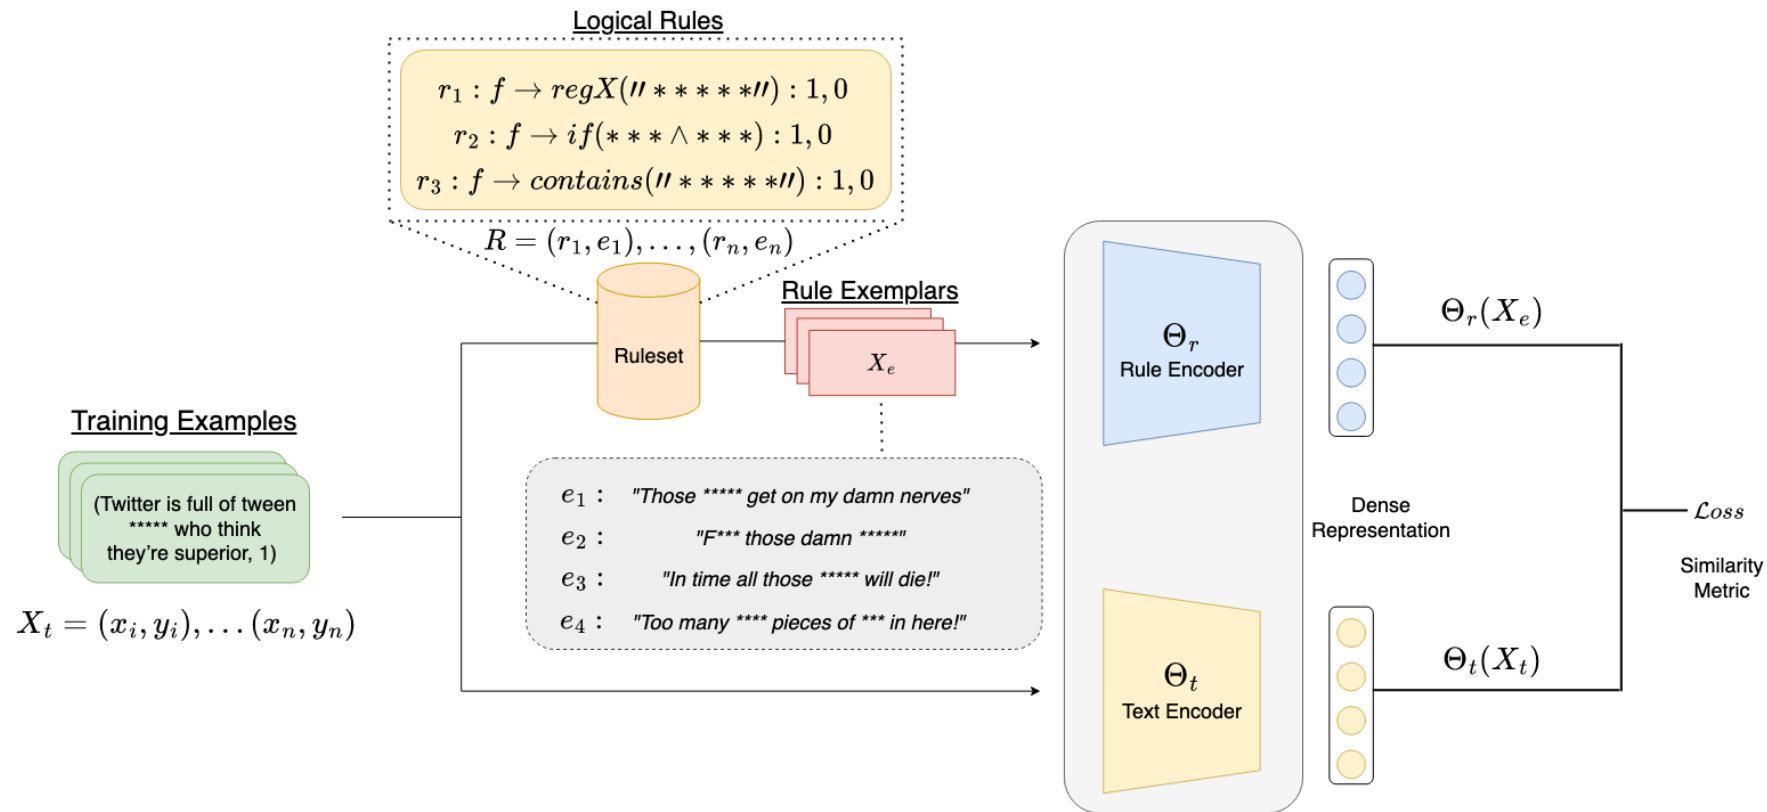 Logical Rules
r₁ : f → regX(″ * * * * *″) : 1, 0
r₂ : f → if(* * * ∧ * * *) : 1, 0
r₃ : f → contains(″ * * * * *″) : 1, 0
R = (r₁, e₁), . . . , (rₙ, eₙ)
Ruleset
Rule Exemplars
Xₑ
Training Examples
(Twitter is full of tween
***** who think
they're superior, 1)
Xₜ = (xᵢ, yᵢ), . . . (xₙ, yₙ)
e₁ : "Those ***** get on my damn nerves"
e₂ : "F*** those damn *****"
e₃ : "In time all those ***** will die!"
e₄ : "Too many **** pieces of *** in here!"
Θᵣ
Rule Encoder
Θₜ
Text Encoder
Θᵣ(Xₑ)
Dense
Representation
Θₜ(Xₜ)
ℒoss
Similarity
Metric